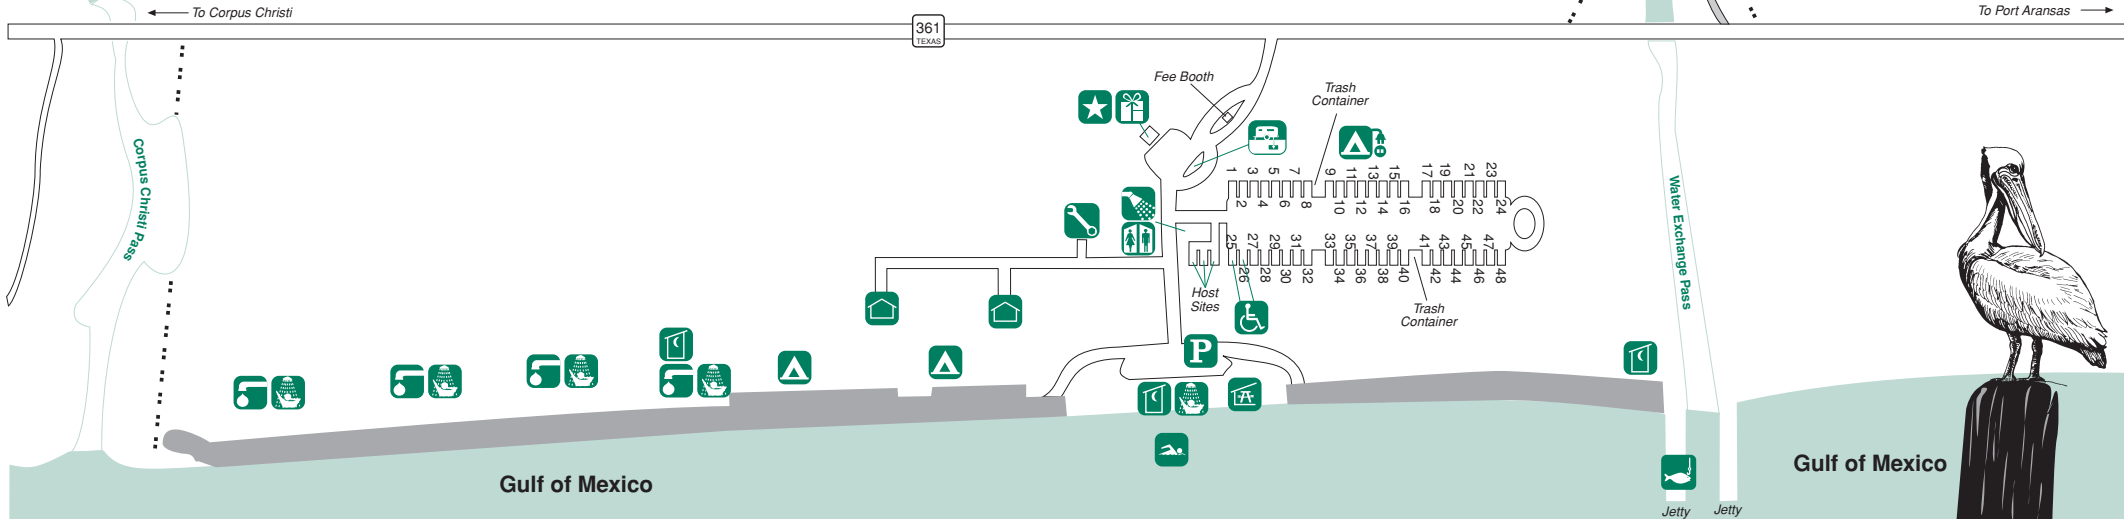 To Corpus Christi
To Port Aransas
361
TEXAS
Fee Booth
Trash
Container
Corpus Christi Pass
Water Exchange Pass
1 3 5 7 9 11 13 15 17 19 21 23
2 4 6 8 10 12 14 16 18 20 22 24
25 27 29 31 33 35 37 39 41 43 45 47
26 28 30 32 34 36 38 40 42 44 46 48
Host
Sites
Trash
Container
P
Gulf of Mexico
Gulf of Mexico
Jetty
Jetty